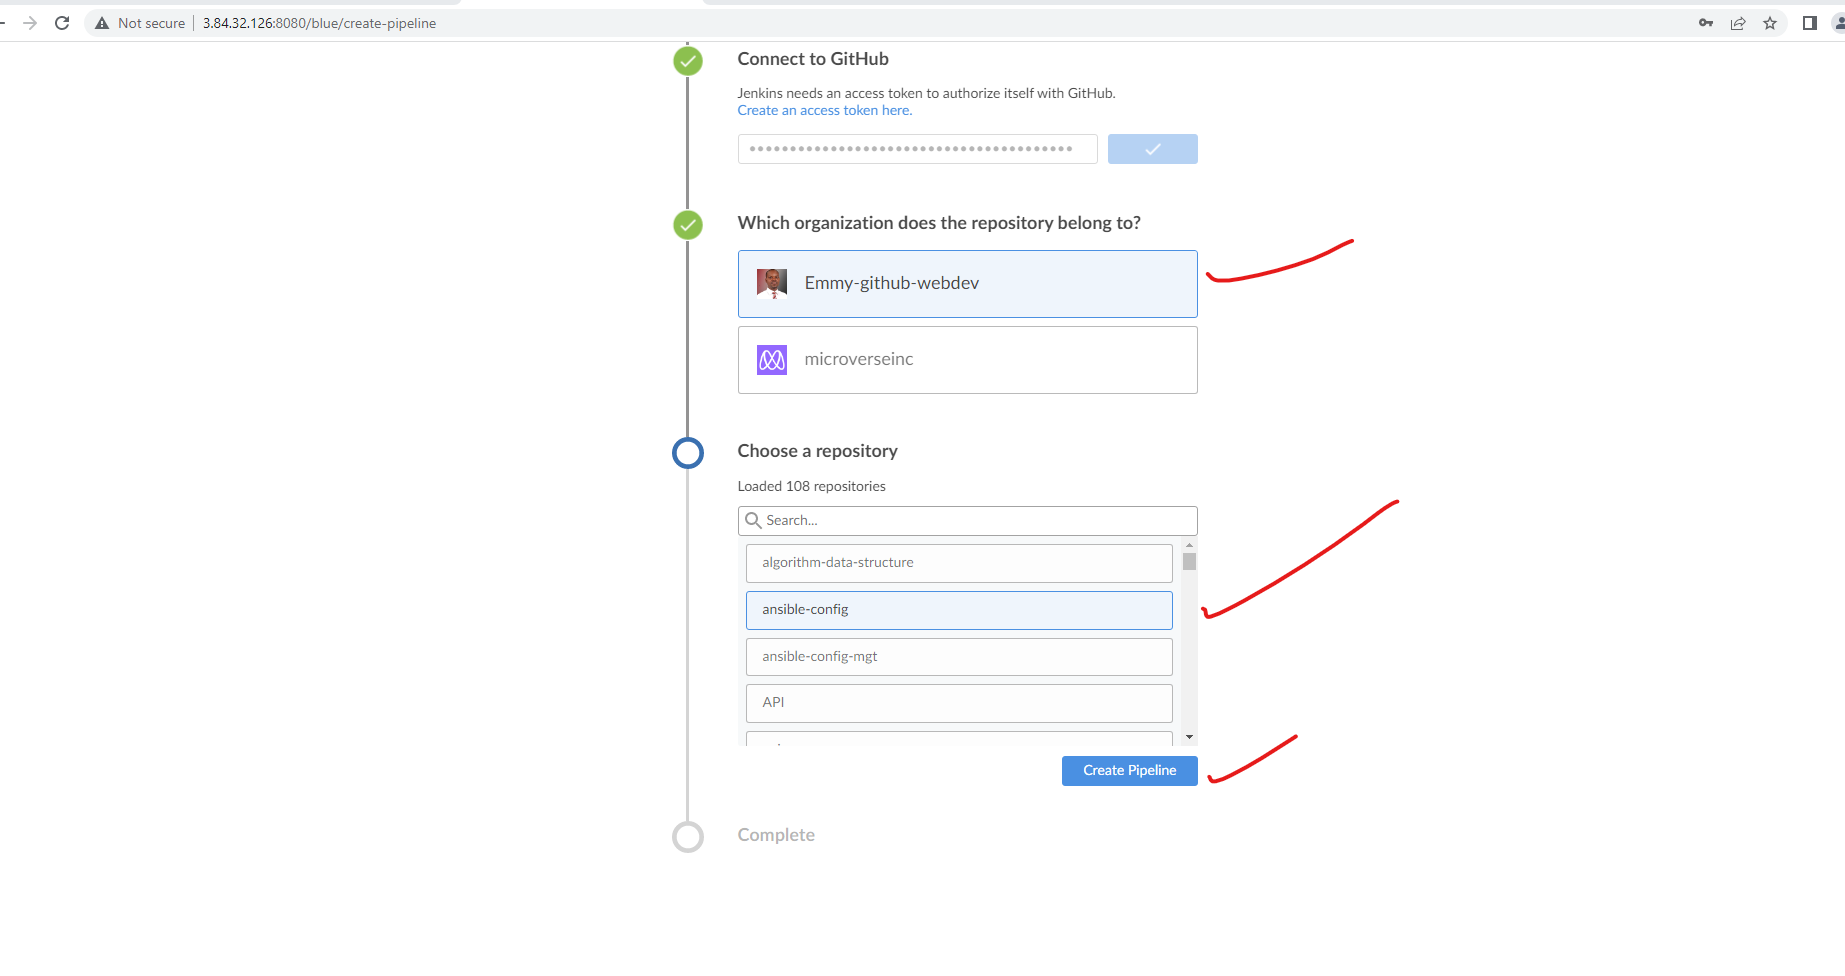 Not secure
3.84.32.126:8080/blue/create-pipeline
Connect to GitHub
Jenkins needs an access token to authorize itself with GitHub.
Create an access token here.
Which organization does the repository belong to?
Emmy-github-webdev
microverseinc
Choose a repository
Loaded 108 repositories
Search...
algorithm-data-structure
ansible-config
ansible-config-mgt
API
Create Pipeline
Complete